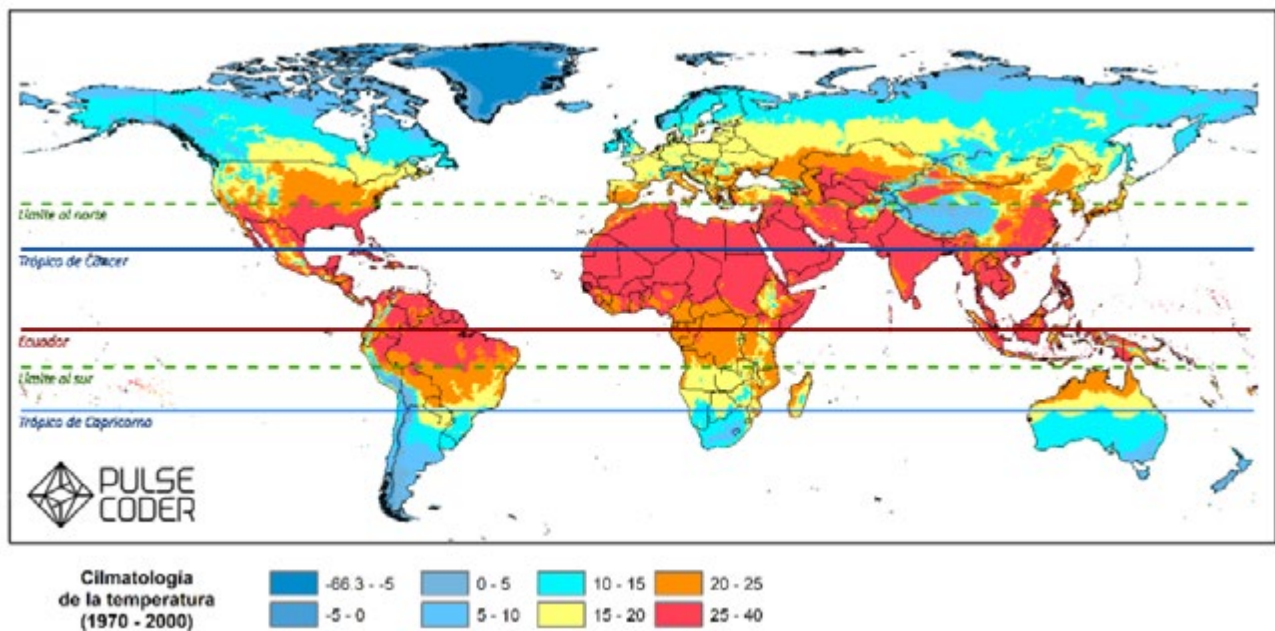 Límite al norte
Trópico de Cáncer
Ecuador
Límite al sur
Trópico de Capricorno
PULSE
CODER
Cilmatología
de la temperatura
(1970 - 2000)
-66.3 - -5
0 - 5
10 - 15
20 - 25
-5 - 0
5 - 10
15 - 20
25 - 40